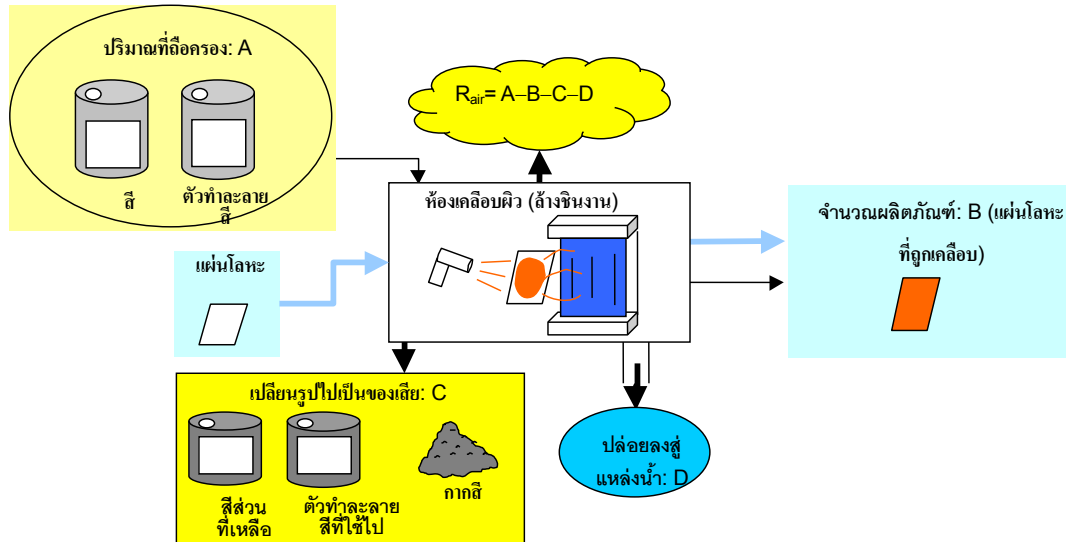 ปริมาณที่ถือครอง: A
สี
ตัวทำละลาย
สี
R_air= A–B–C–D
ห้องเคลือบผิว (ล้างชิ้นงาน)
แผ่นโลหะ
จำนวณผลิตภัณฑ์: B (แผ่นโลหะ
ที่ถูกเคลือบ)
เปลี่ยนรูปไปเป็นของเสีย: C
สีส่วน
ที่เหลือ
ตัวทำละลาย
สีที่ใช้ไป
กากสี
ปล่อยลงสู่
แหล่งน้ำ: D